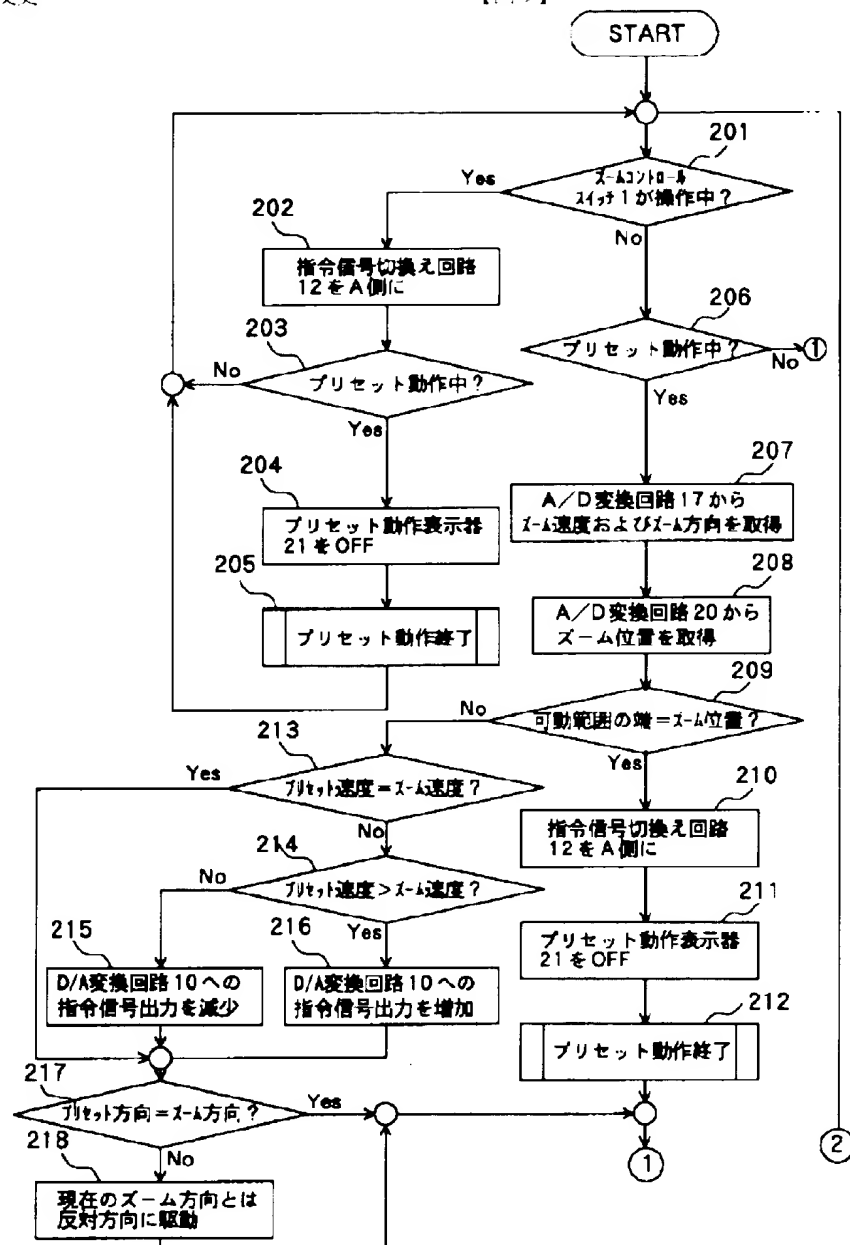 START
201
ズームコントロール
スイッチ1が操作中?
Yes
No
202
指令信号切換え回路
12をA側に
203
プリセット動作中?
No
Yes
204
プリセット動作表示器
21をOFF
205
プリセット動作終了
206
プリセット動作中?
No
①
Yes
207
A/D変換回路17から
ズーム速度およびズーム方向を取得
208
A/D変換回路20から
ズーム位置を取得
209
可動範囲の端=ズーム位置?
No
Yes
210
指令信号切換え回路
12をA側に
211
プリセット動作表示器
21をOFF
212
プリセット動作終了
213
プリセット速度=ズーム速度?
Yes
No
214
プリセット速度>ズーム速度?
No
Yes
215
D/A変換回路10への
指令信号出力を減少
216
D/A変換回路10への
指令信号出力を増加
217
プリセット方向=ズーム方向?
Yes
No
218
現在のズーム方向とは
反対方向に駆動
①
②